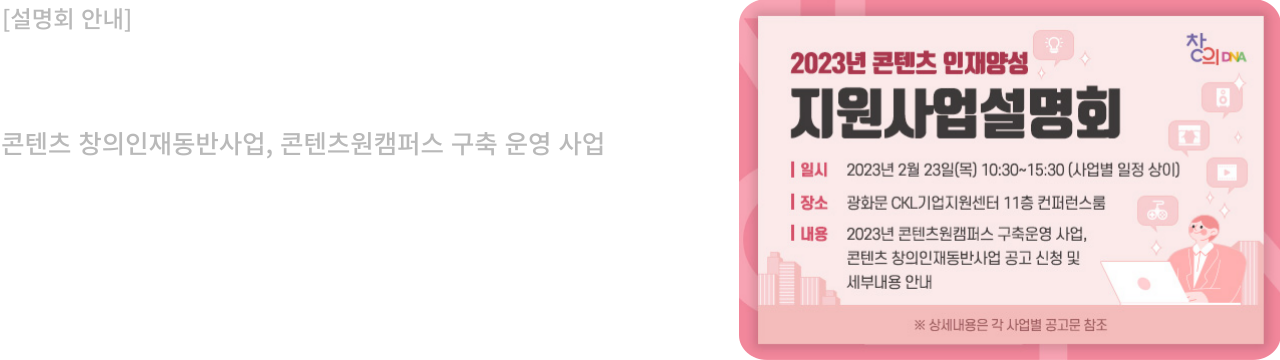 [설명회 안내]
콘텐츠 창의인재동반사업, 콘텐츠원캠퍼스 구축 운영 사업
창의 DNA
2023년 콘텐츠 인재양성
지원사업설명회
일시 2023년 2월 23일(목) 10:30~15:30 (사업별 일정 상이)
장소 광화문 CKL기업지원센터 11층 컨퍼런스룸
내용 2023년 콘텐츠원캠퍼스 구축운영 사업,
콘텐츠 창의인재동반사업 공고 신청 및
세부내용 안내
※ 상세내용은 각 사업별 공고문 참조